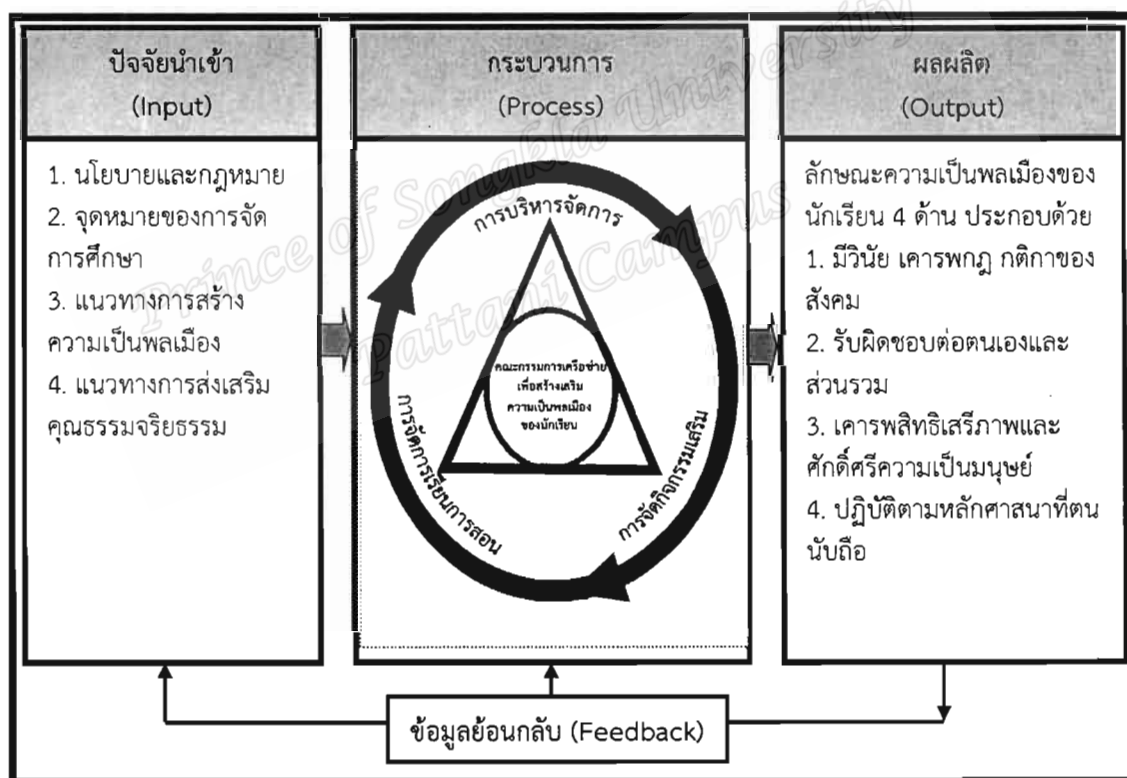 ปัจจัยนำเข้า
(Input)
1. นโยบายและกฎหมาย
2. จุดหมายของการจัด
การศึกษา
3. แนวทางการสร้าง
ความเป็นพลเมือง
4. แนวทางการส่งเสริม
คุณธรรมจริยธรรม
กระบวนการ
(Process)
การบริหารจัดการ
คณะกรรมการเครือข่าย
เพื่อสร้างเสริม
ความเป็นพลเมือง
ของนักเรียน
การจัดการเรียนการสอน
การจัดกิจกรรมเสริม
ผลผลิต
(Output)
ลักษณะความเป็นพลเมืองของ
นักเรียน 4 ด้าน ประกอบด้วย
1. มีวินัย เคารพกฎ กติกาของ
สังคม
2. รับผิดชอบต่อตนเองและ
ส่วนรวม
3. เคารพสิทธิเสรีภาพและ
ศักดิ์ศรีความเป็นมนุษย์
4. ปฏิบัติตามหลักศาสนาที่ตน
นับถือ
ข้อมูลย้อนกลับ (Feedback)
Prince of Songkla University
Pattani Campus